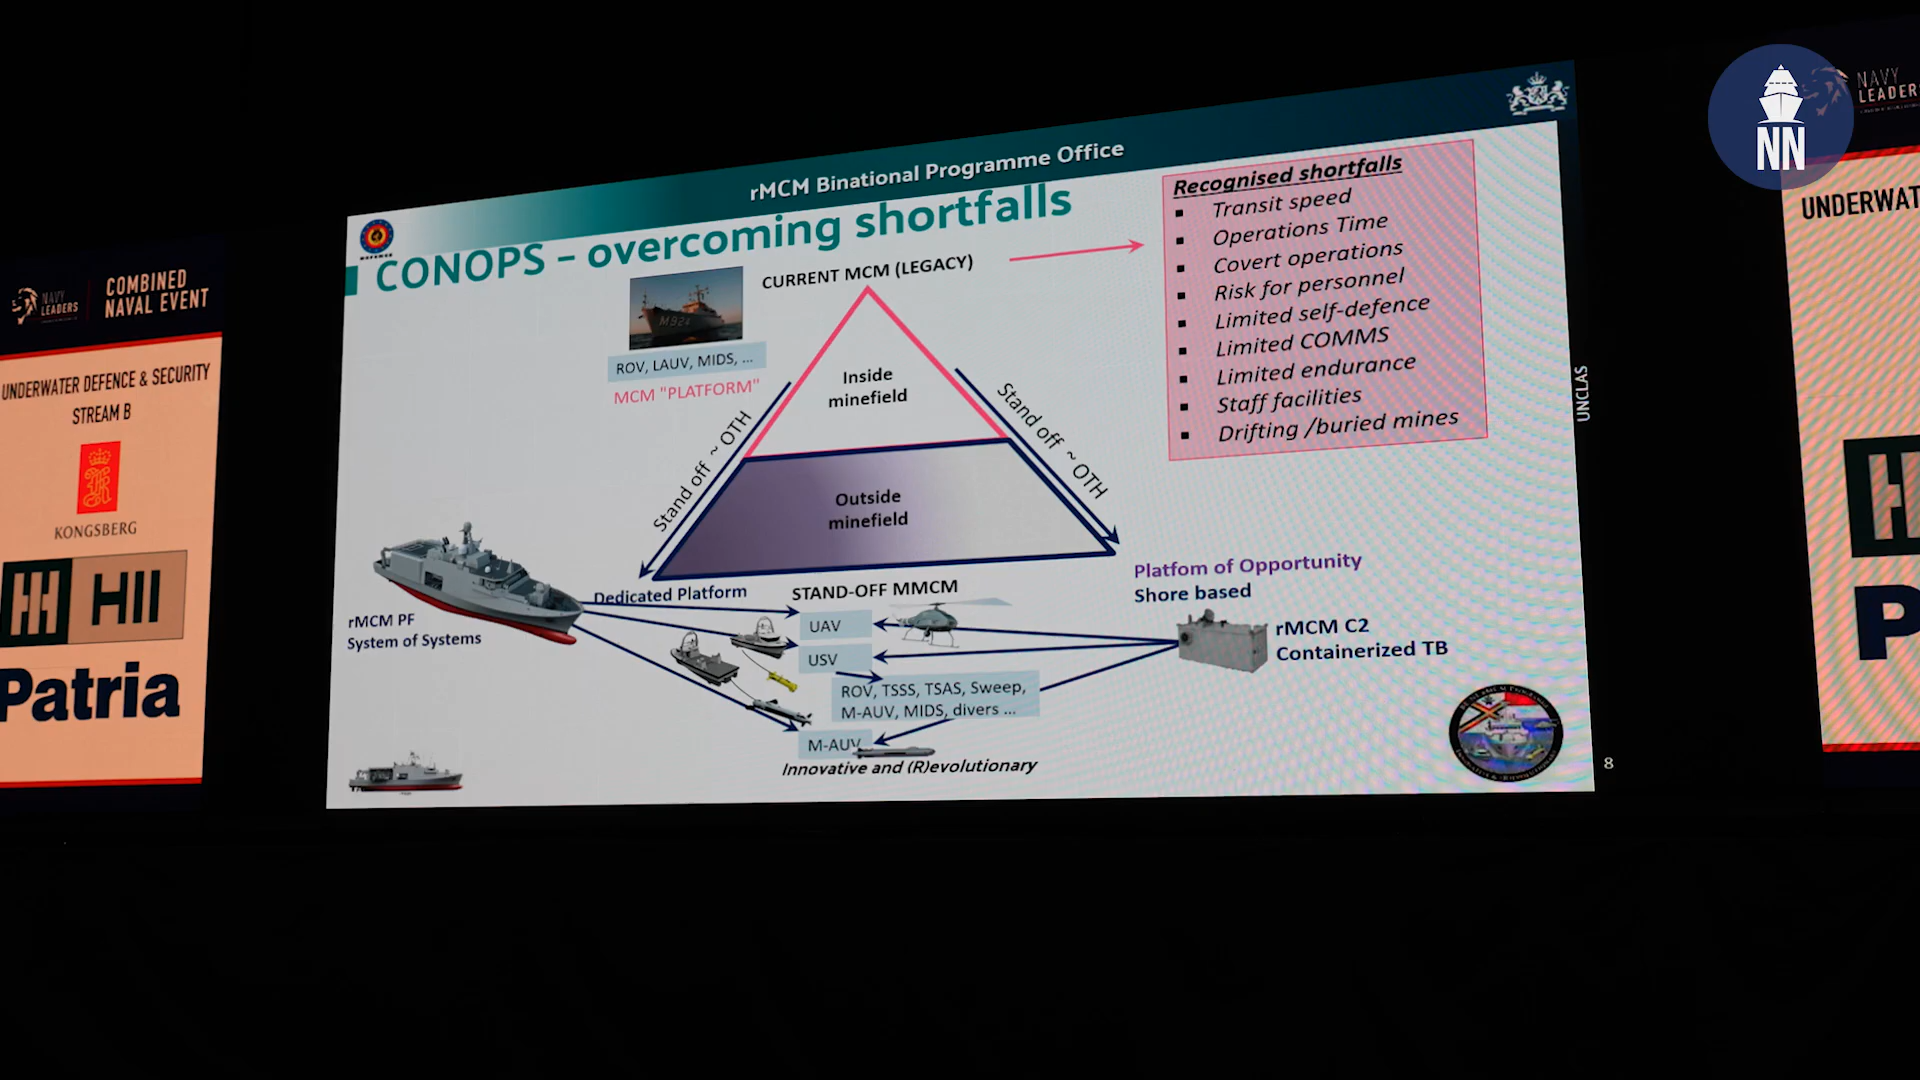 NAVY
LEADERS
COMBINED
NAVAL EVENT
UNDERWATER DEFENCE & SECURITY
STREAM B
KONGSBERG
HII
Patria
rMCM Binational Programme Office
CONOPS – overcoming shortfalls
CURRENT MCM (LEGACY)
M924
ROV, LAUV, MIDS, ...
MCM "PLATFORM"
Inside
minefield
Outside
minefield
Stand off ~ OTH
Stand off ~ OTH
Recognised shortfalls
▪ Transit speed
▪ Operations Time
▪ Covert operations
▪ Risk for personnel
▪ Limited self-defence
▪ Limited COMMS
▪ Limited endurance
▪ Staff facilities
▪ Drifting /buried mines
UNCLAS
rMCM PF
System of Systems
Dedicated Platform
STAND-OFF MMCM
Platfom of Opportunity
Shore based
UAV
USV
ROV, TSSS, TSAS, Sweep,
M-AUV, MIDS, divers ...
M-AUV
Innovative and (R)evolutionary
rMCM C2
Containerized TB
8
NN
NAVY
LEADERS
UNDERWAT
P